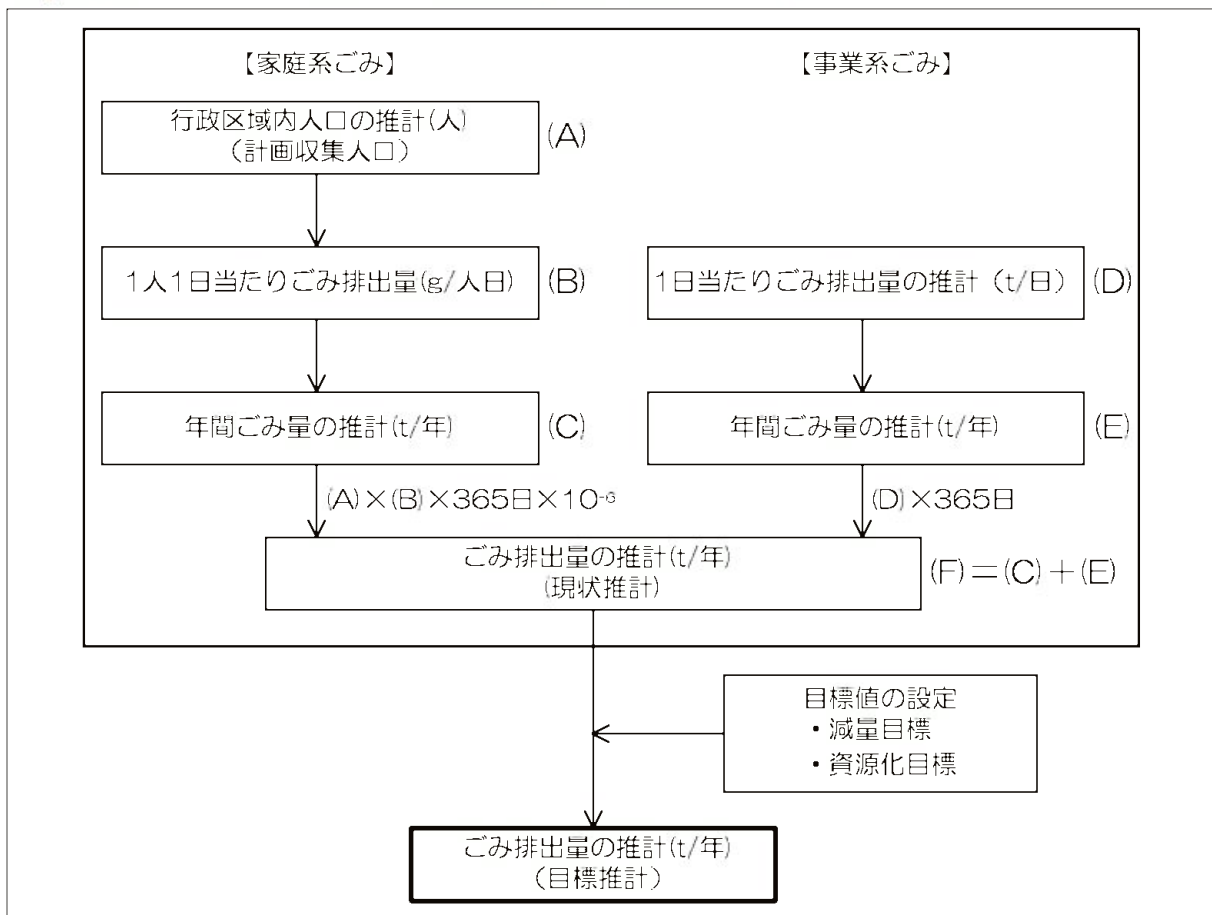 【家庭系ごみ】
行政区域内人口の推計(人)
（計画収集人口）
(A)
1人1日当たりごみ排出量(g/人日)
(B)
年間ごみ量の推計(t/年)
(C)
(A)×(B)×365日×10⁻⁶
【事業系ごみ】
1日当たりごみ排出量の推計（t/日）
(D)
年間ごみ量の推計(t/年)
(E)
(D)×365日
ごみ排出量の推計(t/年)
(現状推計)
(F)＝(C)＋(E)
目標値の設定
・減量目標
・資源化目標
ごみ排出量の推計(t/年)
（目標推計）